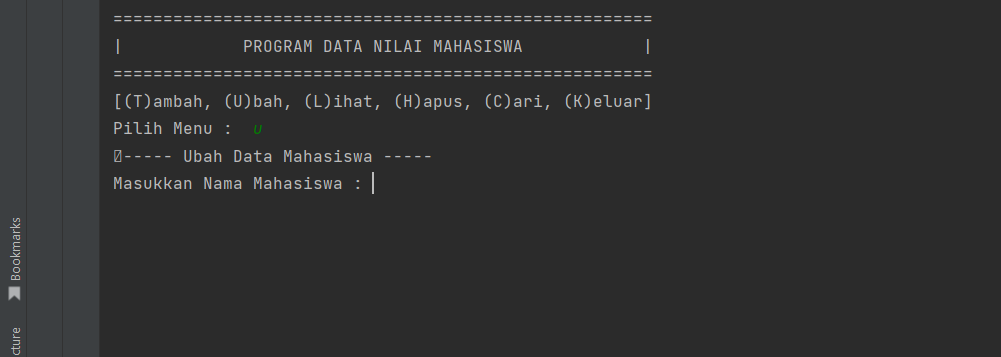 ======================================================
|            PROGRAM DATA NILAI MAHASISWA            |
======================================================
[(T)ambah, (U)bah, (L)ihat, (H)apus, (C)ari, (K)eluar]
Pilih Menu :  u
----- Ubah Data Mahasiswa -----
Masukkan Nama Mahasiswa :
Bookmarks
cture